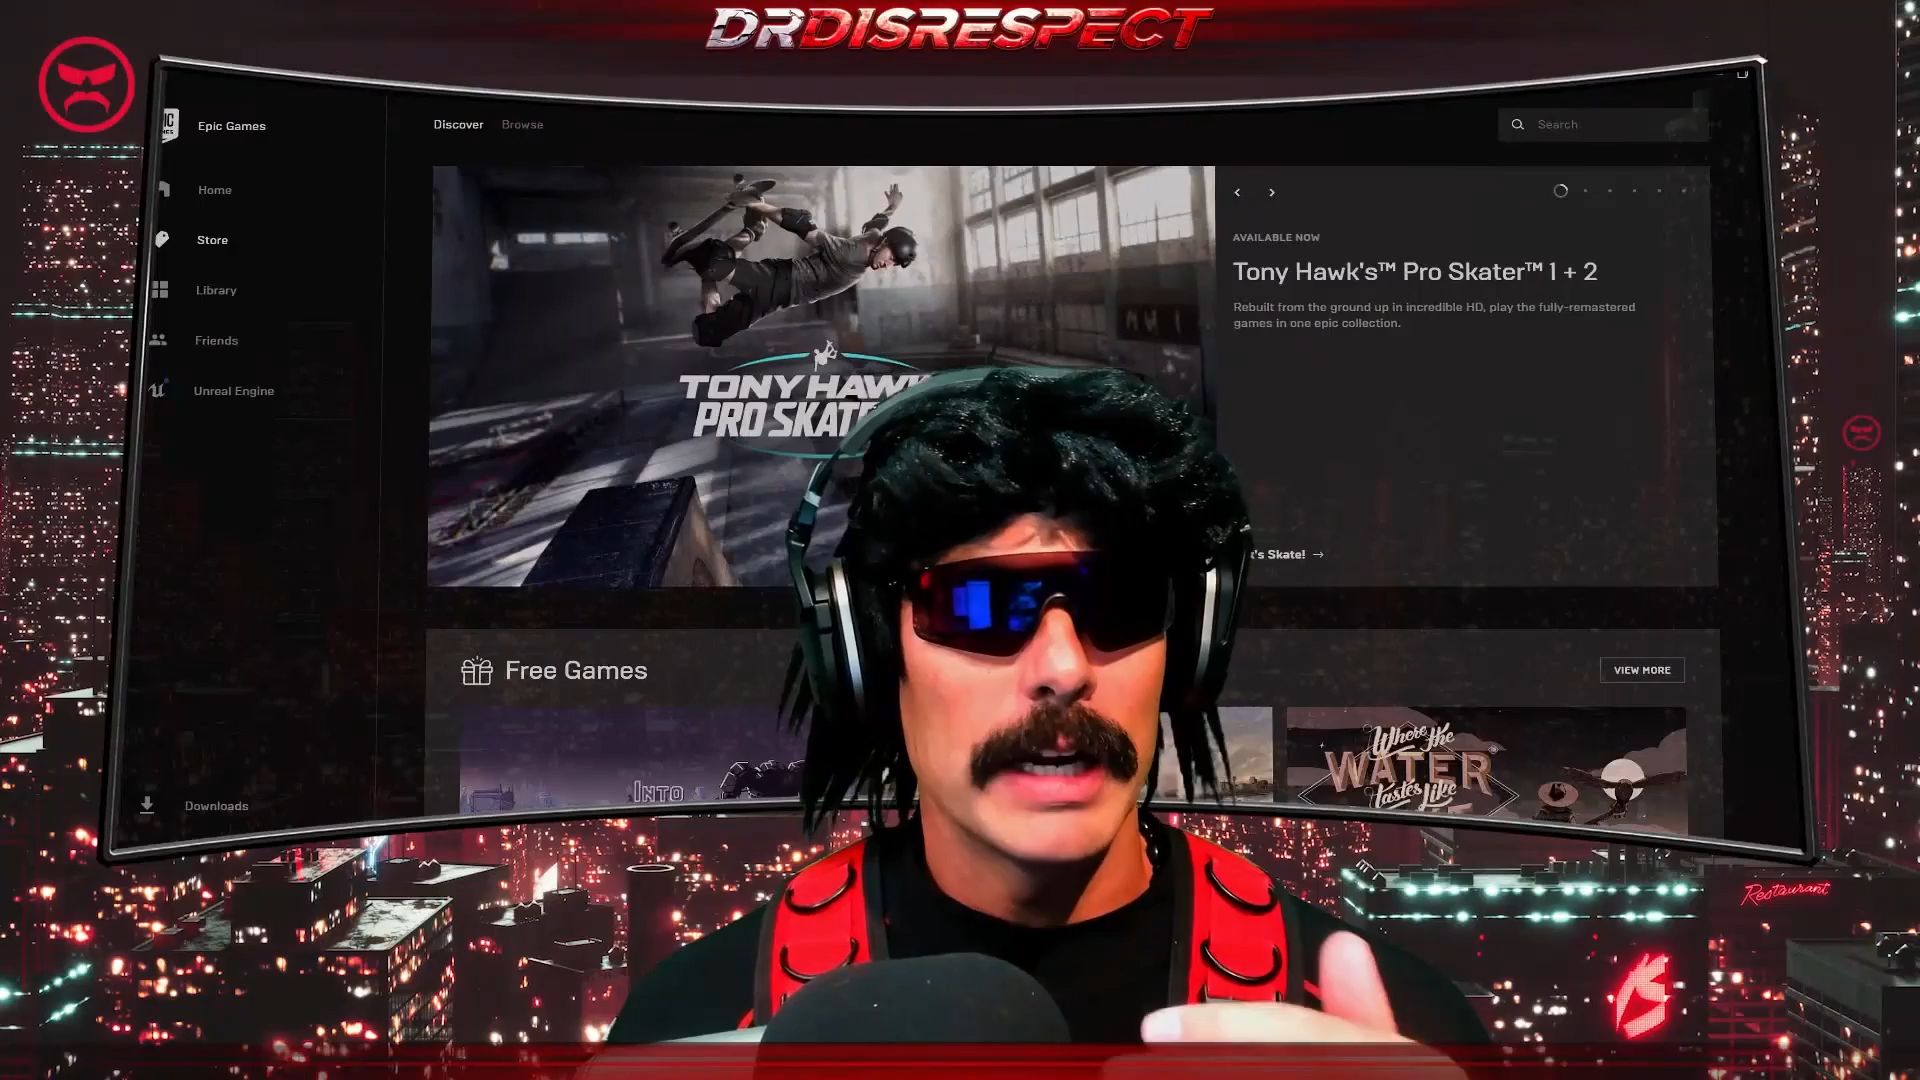 DRDISRESPECT
Epic Games
Discover
Browse
Search
Home
Store
Library
Friends
Unreal Engine
Downloads
TONY HAWK
PRO SKAT
AVAILABLE NOW
Tony Hawk's™ Pro Skater™ 1 + 2
Rebuilt from the ground up in incredible HD, play the fully-remastered
games in one epic collection.
's Skate! →
Free Games
VIEW MORE
INTO
Where the
WATER
tastes Like
Restaurant